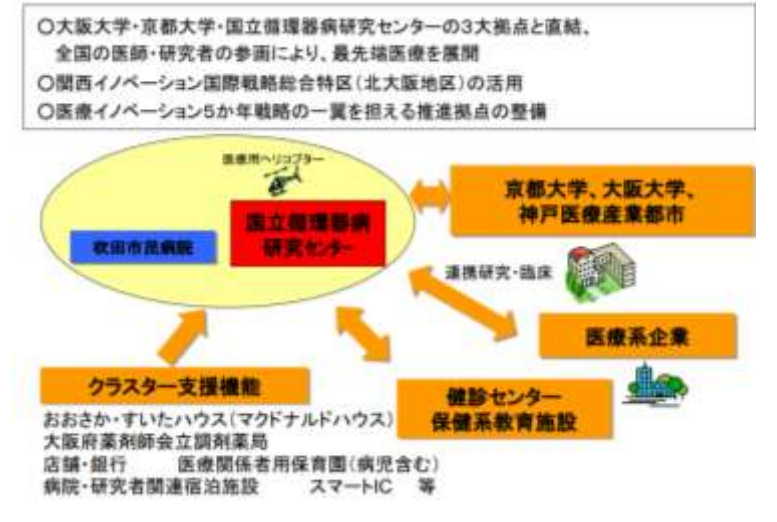 ○大阪大学・京都大学・国立循環器病研究センターの3大拠点と直結、
全国の医師・研究者の参画により、最先端医療を展開
○関西イノベーション国際戦略総合特区(北大阪地区)の活用
○医療イノベーション5か年戦略の一翼を担える推進拠点の整備
医療用ヘリコプター
国立循環器病
研究センター
吹田市民病院
京都大学、大阪大学、
神戸医療産業都市
連携研究・臨床
医療系企業
クラスター支援機能
健診センター
保健系教育施設
おおさか・すいたハウス(マクドナルドハウス)
大阪府薬剤師会立調剤薬局
店舗・銀行 医療関係者用保育園(病児含む)
病院・研究者関連宿泊施設 スマートIC 等